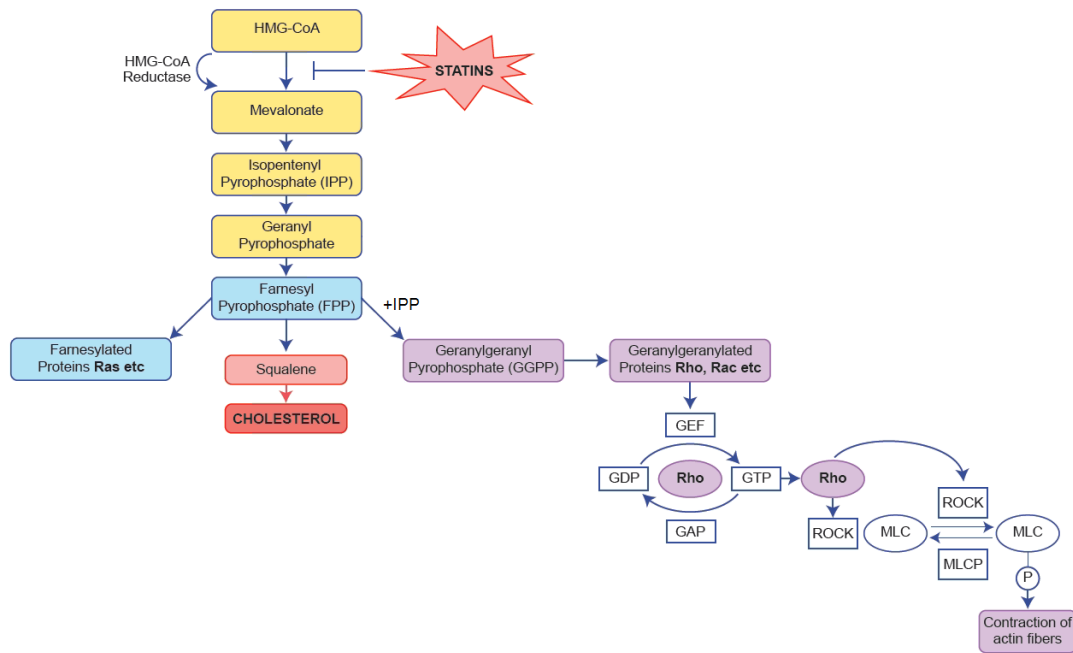 HMG-CoA
HMG-CoA
Reductase
STATINS
Mevalonate
Isopentenyl
Pyrophosphate (IPP)
Geranyl
Pyrophosphate
Farnesyl
Pyrophosphate (FPP)
+IPP
Farnesylated
Proteins Ras etc
Squalene
CHOLESTEROL
Geranylgeranyl
Pyrophosphate (GGPP)
Geranylgeranylated
Proteins Rho, Rac etc
GEF
GDP
Rho
GTP
Rho
GAP
ROCK
ROCK
MLC
MLC
MLCP
P
Contraction of
actin fibers